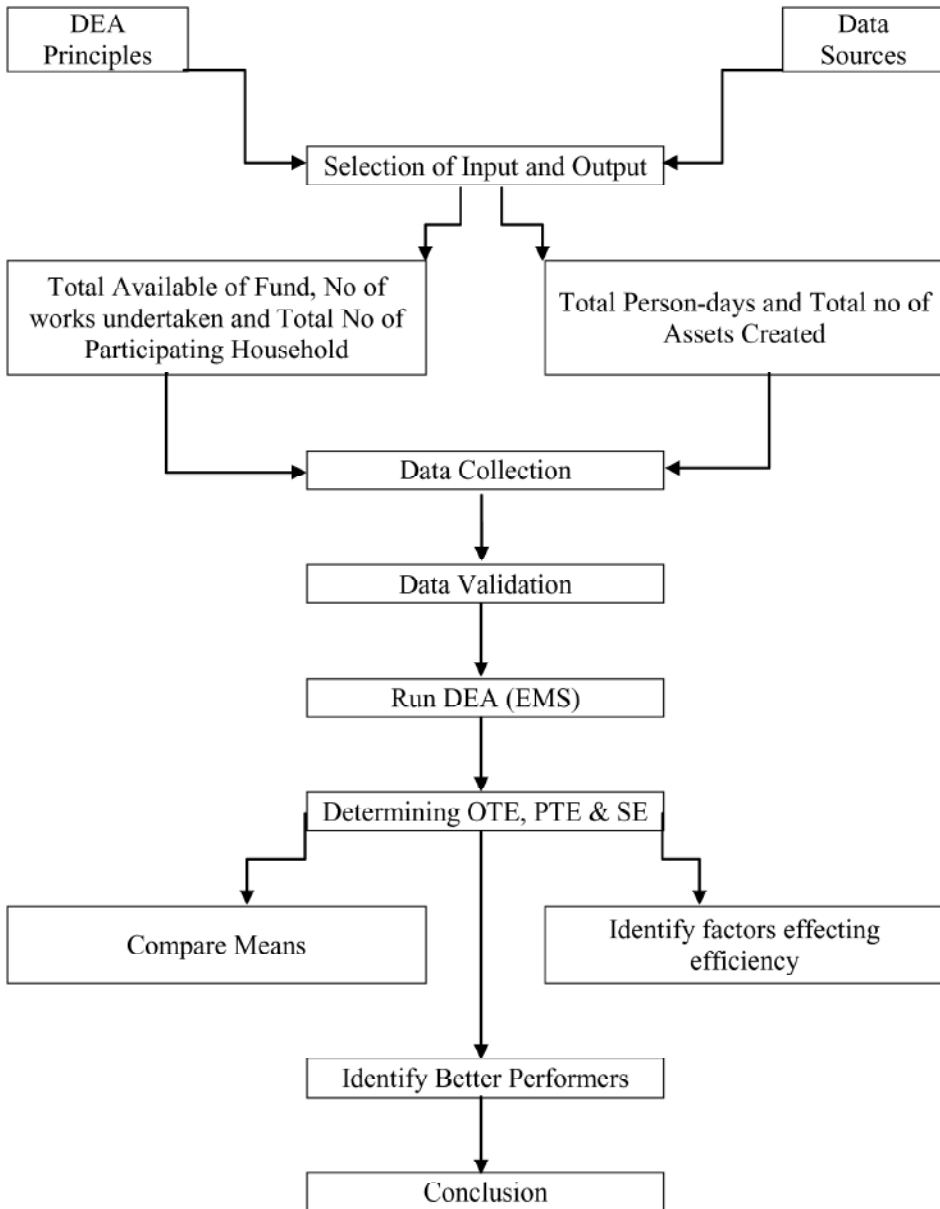 DEA
Principles
Data
Sources
Selection of Input and Output
Total Available of Fund, No of
works undertaken and Total No of
Participating Household
Total Person-days and Total no of
Assets Created
Data Collection
Data Validation
Run DEA (EMS)
Determining OTE, PTE & SE
Compare Means
Identify factors effecting
efficiency
Identify Better Performers
Conclusion